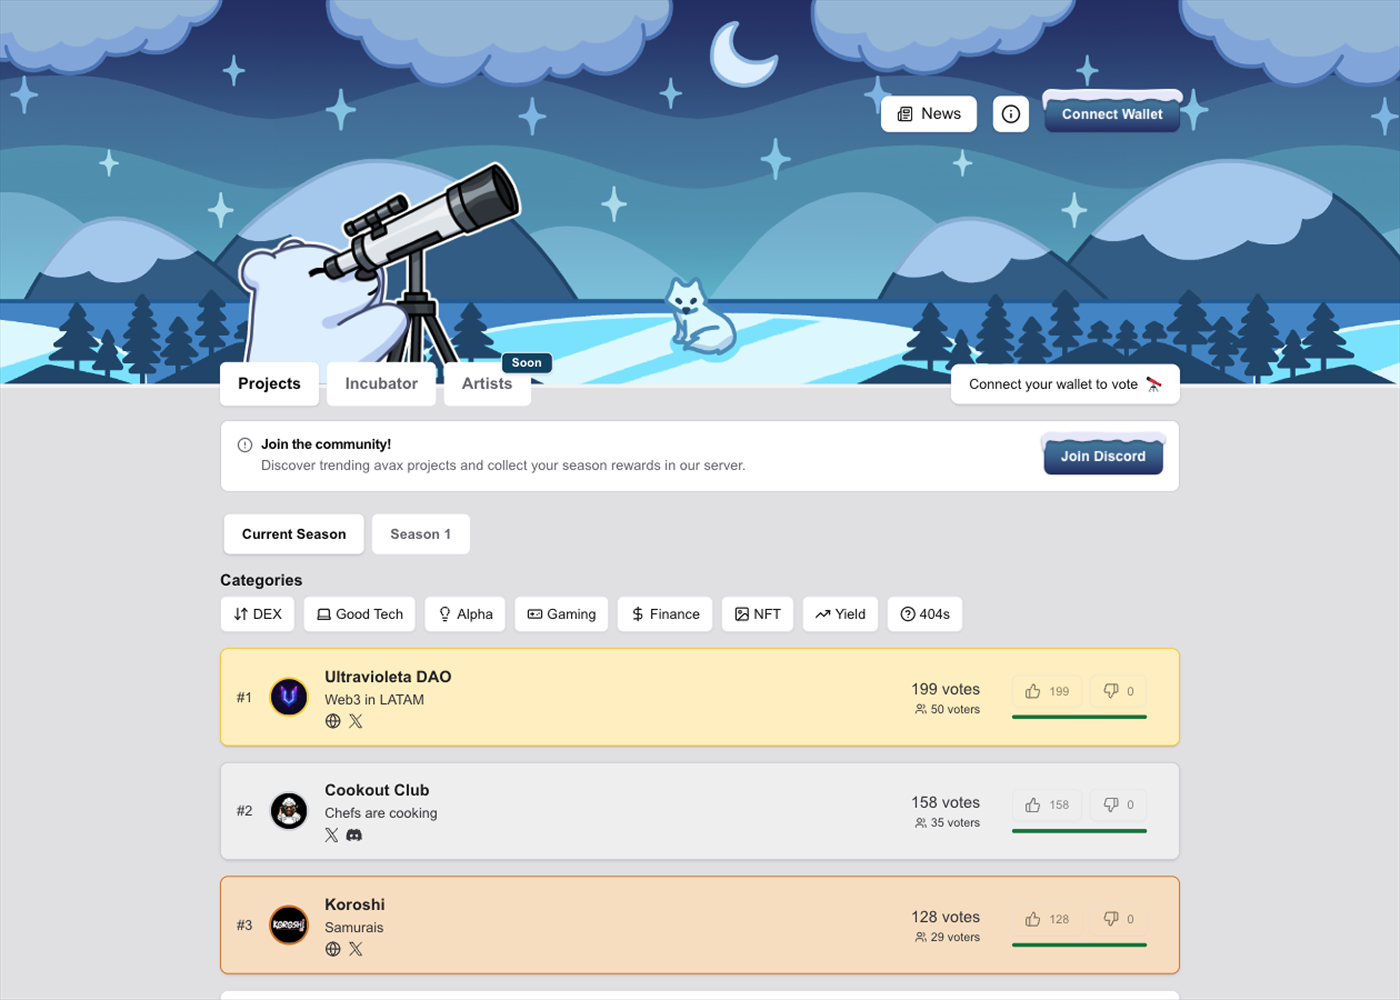 News
Connect Wallet
Soon
Projects
Incubator
Artists
Connect your wallet to vote
Join the community!
Discover trending avax projects and collect your season rewards in our server.
Join Discord
Current Season
Season 1
Categories
DEX
Good Tech
Alpha
Gaming
Finance
NFT
Yield
404s
#1
Ultravioleta DAO
Web3 in LATAM
199 votes
50 voters
199
0
#2
Cookout Club
Chefs are cooking
158 votes
35 voters
158
0
#3
KOROSHI
Koroshi
Samurais
128 votes
29 voters
128
0